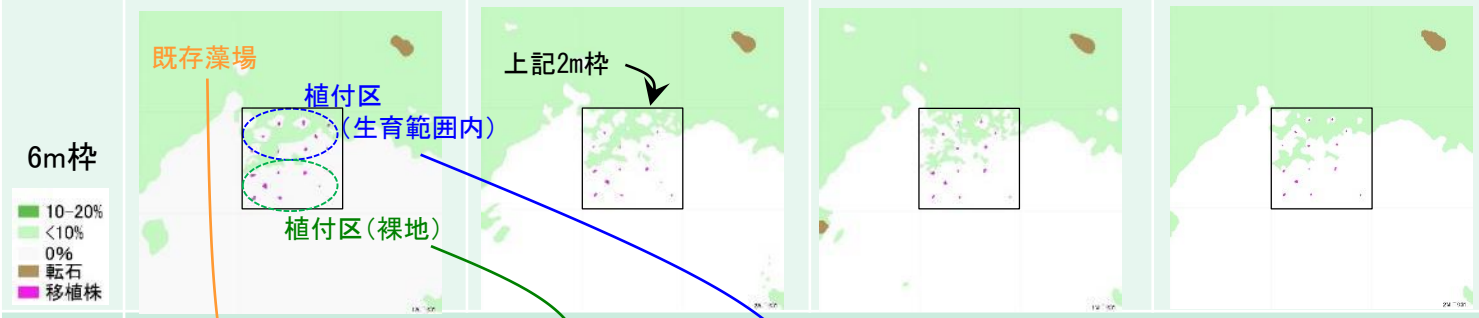 既存藻場
上記2m枠
植付区
(生育範囲内)
6m枠
10-20%
<10%
0%
転石
移植株
植付区(裸地)